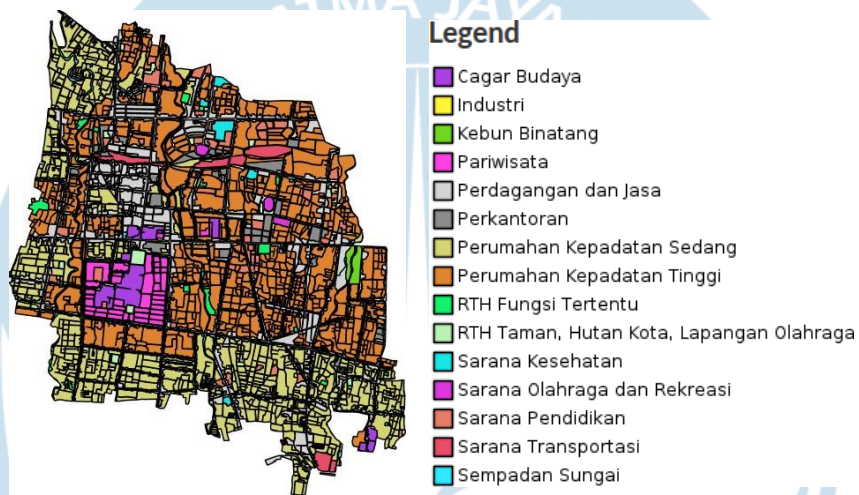 MA JAYA
Legend
Cagar Budaya
Industri
Kebun Binatang
Pariwisata
Perdagangan dan Jasa
Perkantoran
Perumahan Kepadatan Sedang
Perumahan Kepadatan Tinggi
RTH Fungsi Tertentu
RTH Taman, Hutan Kota, Lapangan Olahraga
Sarana Kesehatan
Sarana Olahraga dan Rekreasi
Sarana Pendidikan
Sarana Transportasi
Sempadan Sungai